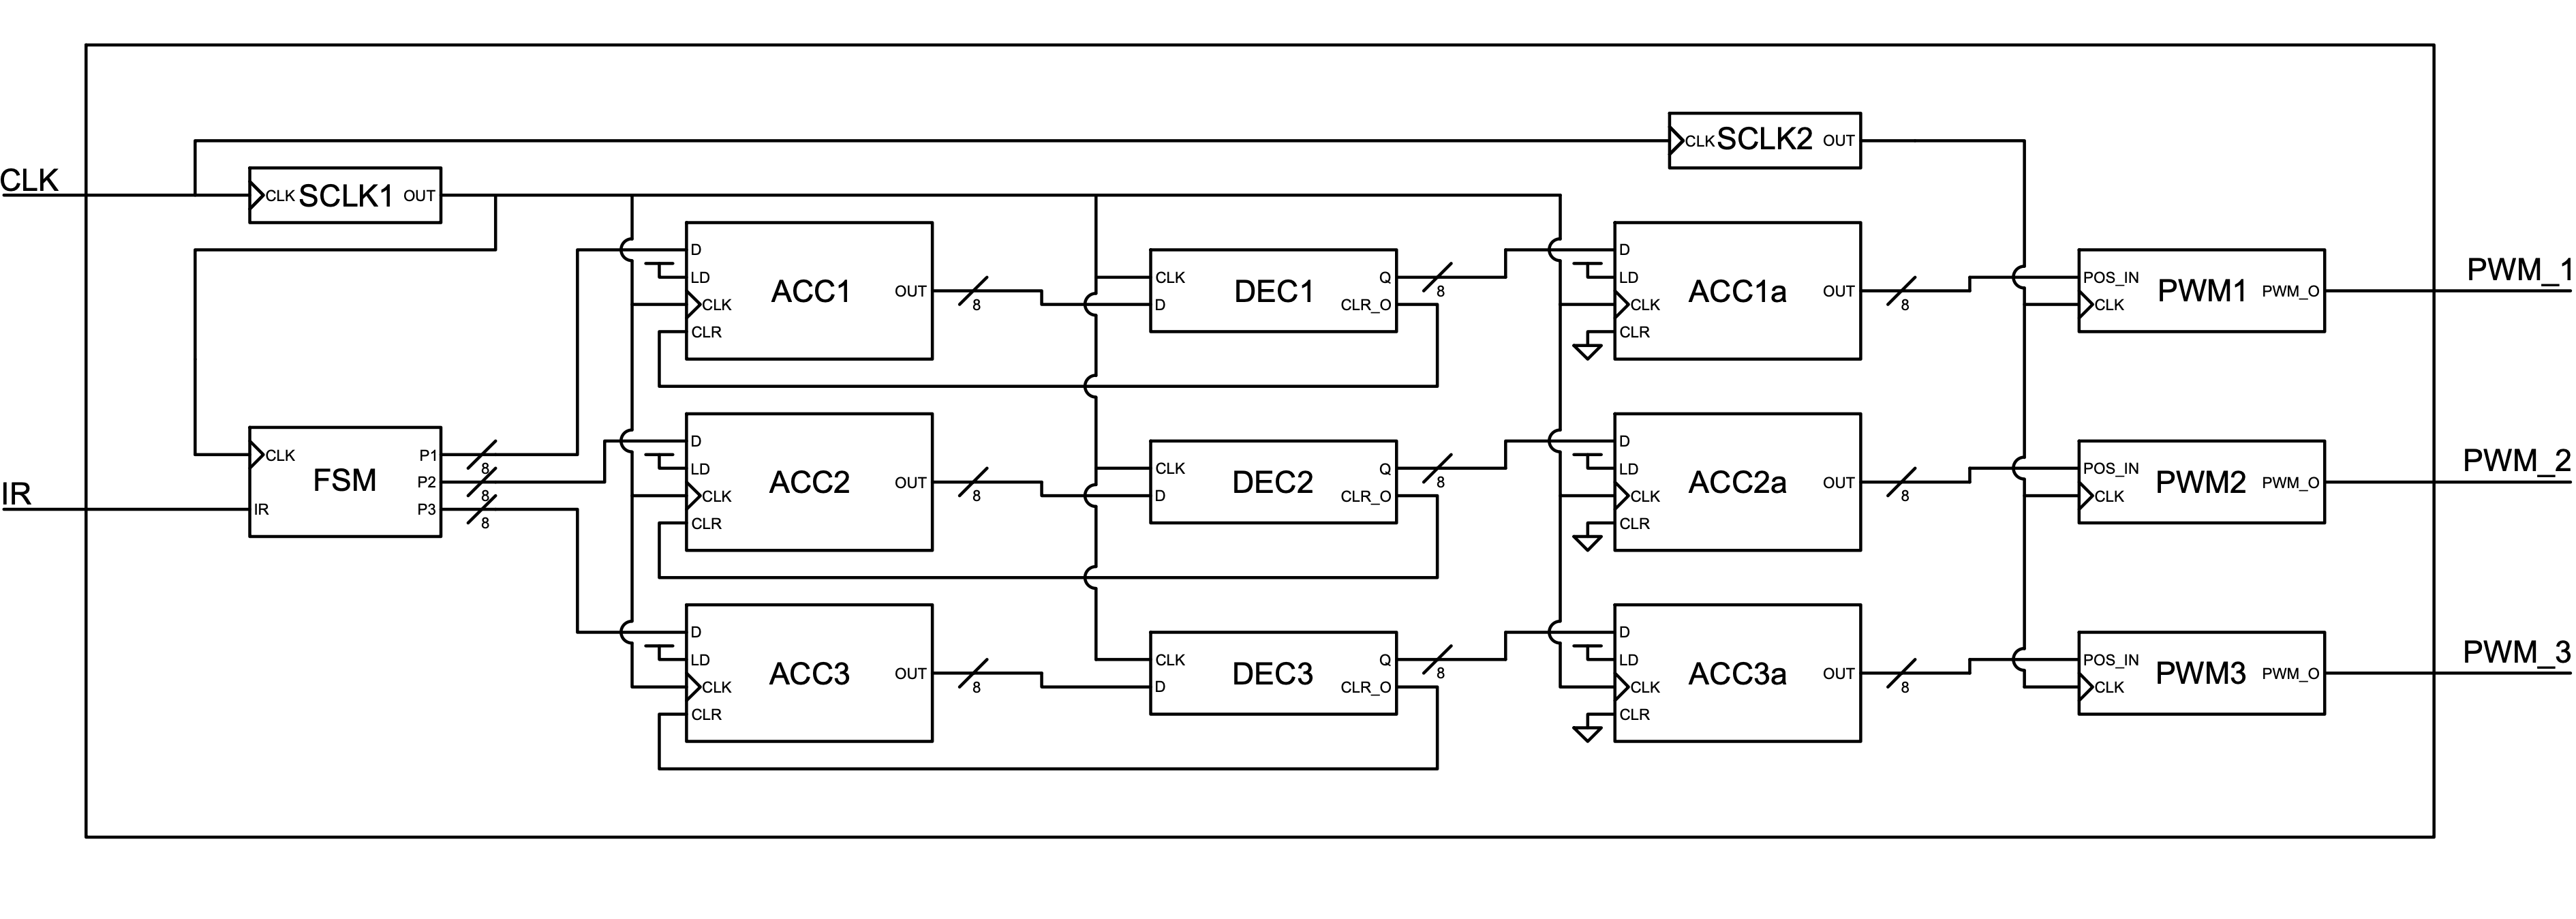 CLK
IR
CLK SCLK1 OUT
CLK SCLK2 OUT
CLK
IR
FSM
P1
P2
P3
8
8
8
D
LD
CLK
CLR
ACC1
OUT
8
CLK
D
DEC1
Q
CLR_O
8
D
LD
CLK
CLR
ACC1a
OUT
8
POS_IN
CLK
PWM1
PWM_O
PWM_1
D
LD
CLK
CLR
ACC2
OUT
8
CLK
D
DEC2
Q
CLR_O
8
D
LD
CLK
CLR
ACC2a
OUT
8
POS_IN
CLK
PWM2
PWM_O
PWM_2
D
LD
CLK
CLR
ACC3
OUT
8
CLK
D
DEC3
Q
CLR_O
8
D
LD
CLK
CLR
ACC3a
OUT
8
POS_IN
CLK
PWM3
PWM_O
PWM_3